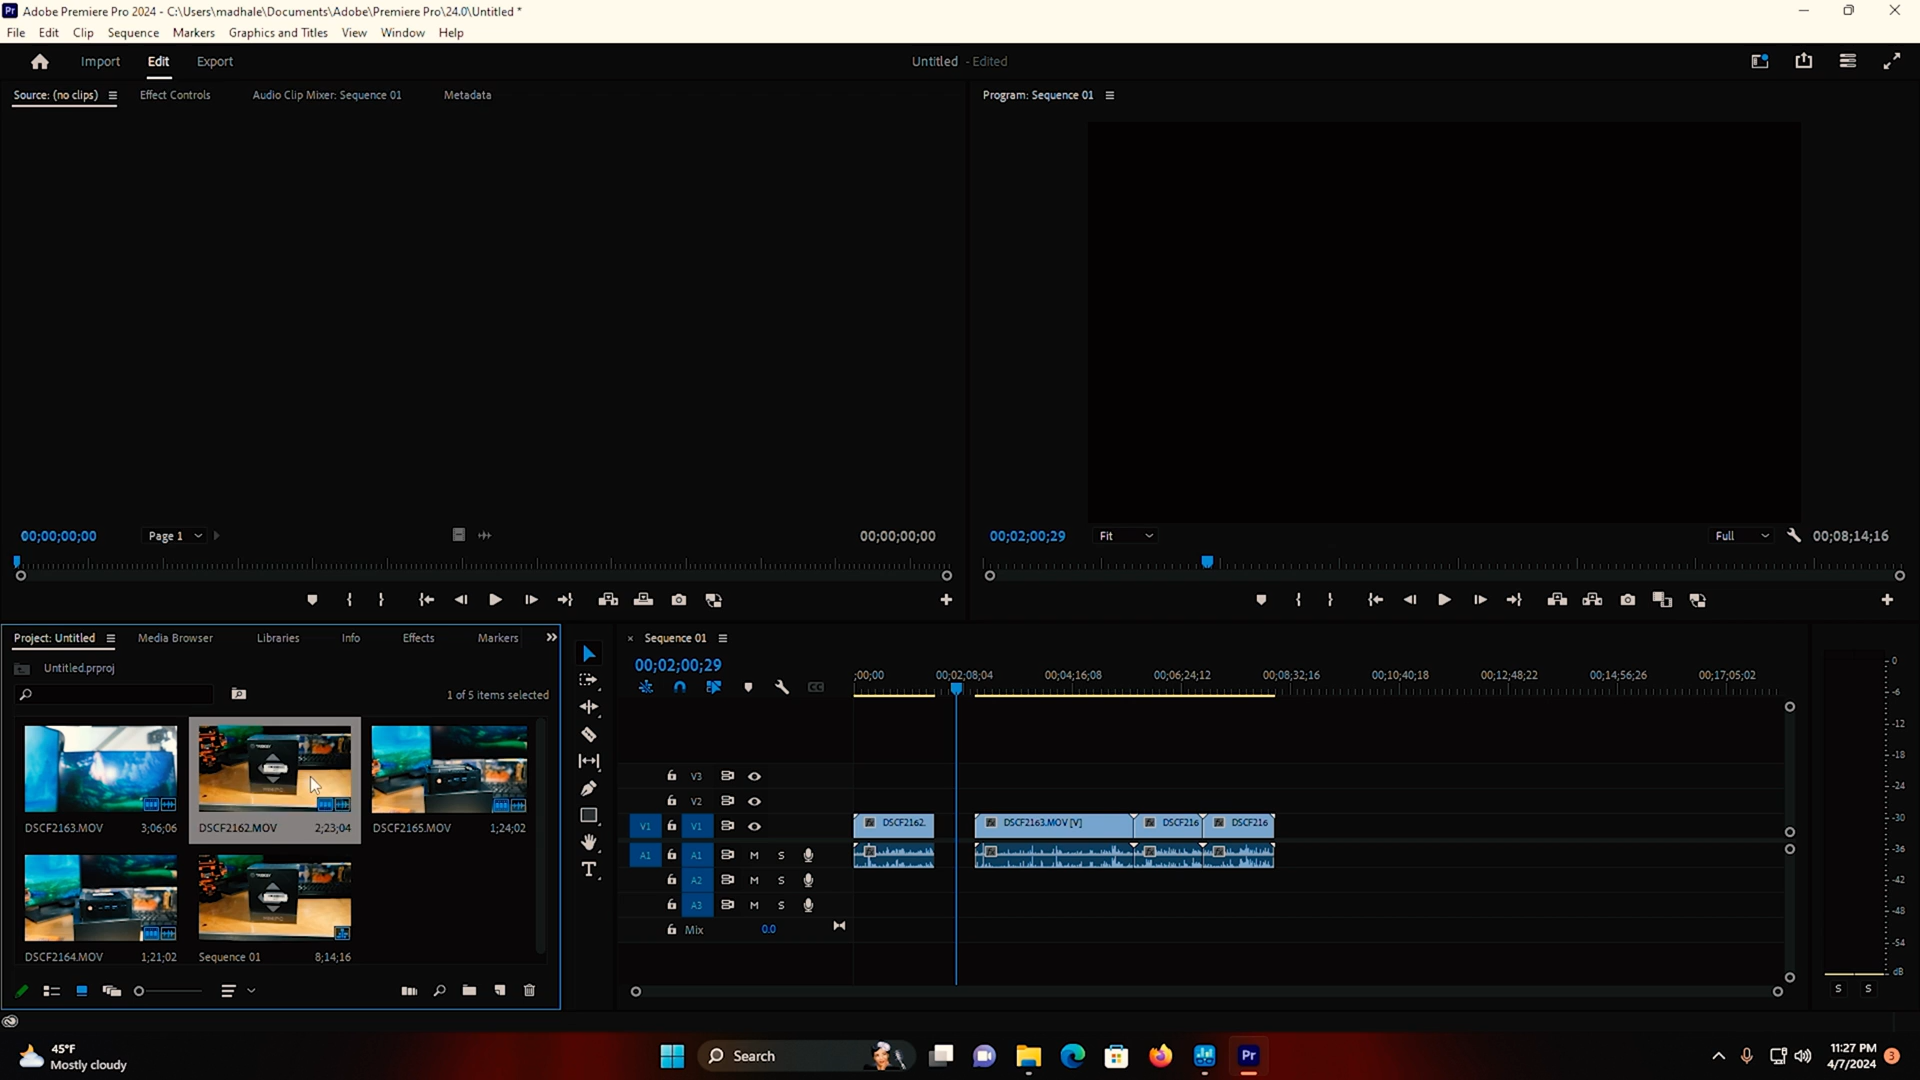 Pr Adobe Premiere Pro 2024 - C:\Users\madhale\Documents\Adobe\Premiere Pro\24.0\Untitled *
File Edit Clip Sequence Markers Graphics and Titles View Window Help
Import Edit Export Untitled - Edited
Source: (no clips) Effect Controls Audio Clip Mixer: Sequence 01 Metadata Program: Sequence 01
00;00;00;00 Page 1 00;00;00;00 00;02;00;29 Fit Full 00;08;14;16
Project: Untitled Media Browser Libraries Info Effects Markers Sequence 01
Untitled.prproj 00;02;00;29
;00;00 00;02;08;04 00;04;16;08 00;06;24;12 00;08;32;16 00;10;40;18 00;12;48;22 00;14;56;26 00;17;05;02
1 of 5 items selected
DSCF2163.MOV 3;06;06 DSCF2162.MOV 2;23;04 DSCF2165.MOV 1;24;02
DSCF2164.MOV 1;21;02 Sequence 01 8;14;16
V3
V2
V1 V1 DSCF2162. DSCF2163.MOV [V] DSCF216 DSCF216
A1 A1 M S
A2 M S
A3 M S
Mix 0.0
0
-6
-12
-18
-24
-30
-36
-42
-48
-54
dB
S S
45°F
Mostly cloudy
Search
Pr
11:27 PM
4/7/2024
3